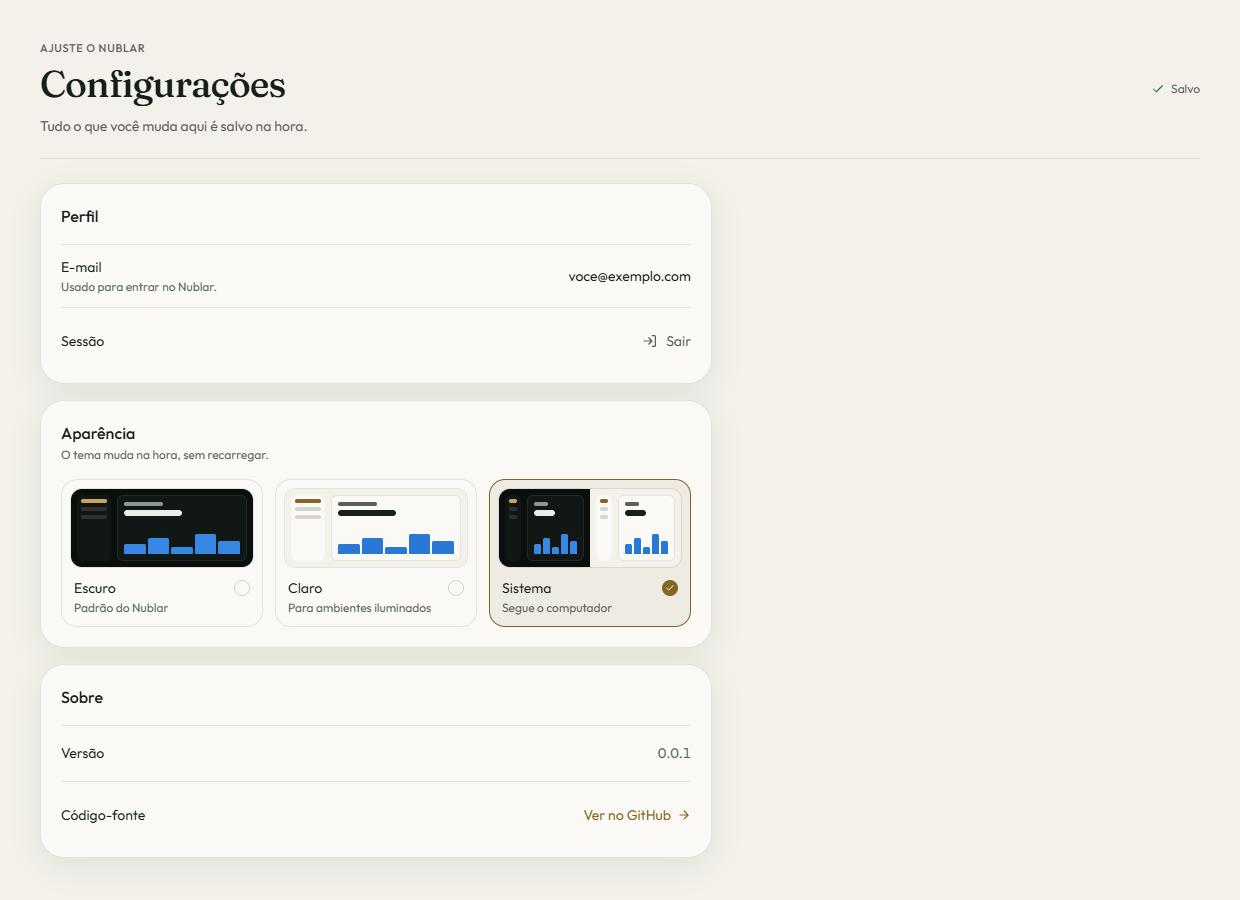 AJUSTE O NUBLAR
Configurações
Salvo
Tudo o que você muda aqui é salvo na hora.
Perfil
E-mail
Usado para entrar no Nublar.
voce@exemplo.com
Sessão
Sair
Aparência
O tema muda na hora, sem recarregar.
Escuro
Padrão do Nublar
Claro
Para ambientes iluminados
Sistema
Segue o computador
Sobre
Versão
0.0.1
Código-fonte
Ver no GitHub